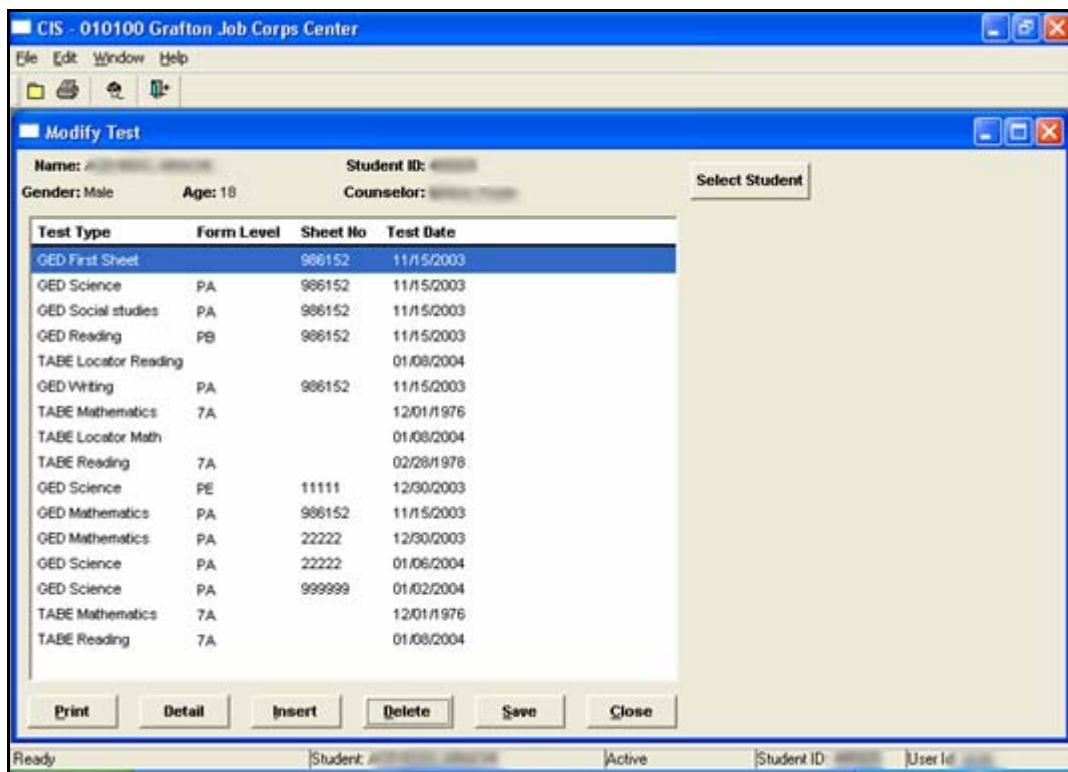 CIS - 010100 Grafton Job Corps Center
File Edit Window Help
Modify Test
Name: Student ID:
Select Student
Gender: Male Age: 18 Counselor:
Test Type Form Level Sheet No Test Date
GED First Sheet 986152 11/15/2003
GED Science PA 986152 11/15/2003
GED Social studies PA 986152 11/15/2003
GED Reading PB 986152 11/15/2003
TABE Locator Reading 01/08/2004
GED Writing PA 986152 11/15/2003
TABE Mathematics 7A 12/01/1976
TABE Locator Math 01/08/2004
TABE Reading 7A 02/28/1978
GED Science PE 11111 12/30/2003
GED Mathematics PA 986152 11/15/2003
GED Mathematics PA 22222 12/30/2003
GED Science PA 22222 01/06/2004
GED Science PA 999999 01/02/2004
TABE Mathematics 7A 12/01/1976
TABE Reading 7A 01/08/2004
Print Detail Insert Delete Save Close
Ready Student: Active Student ID User Id